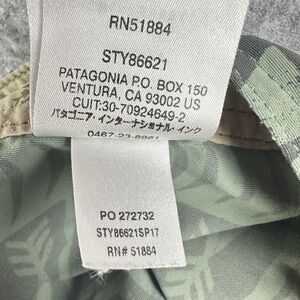 RN51884
STY86621
PATAGONIA P.O. BOX 150
VENTURA, CA 93002 US
CUIT:30-70924649-2
パタゴニア・インターナショナル・インク
PO 272732
STY86621SP17
RN# 51884